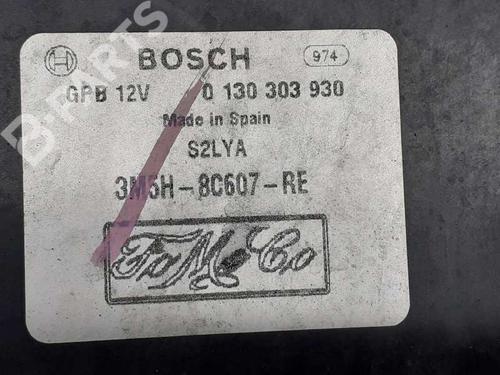 BOSCH 974
GPB 12V 0 130 303 930
Made in Spain
S2LYA
3M5H-8C607-RE
FoMoCo
B-PARTS